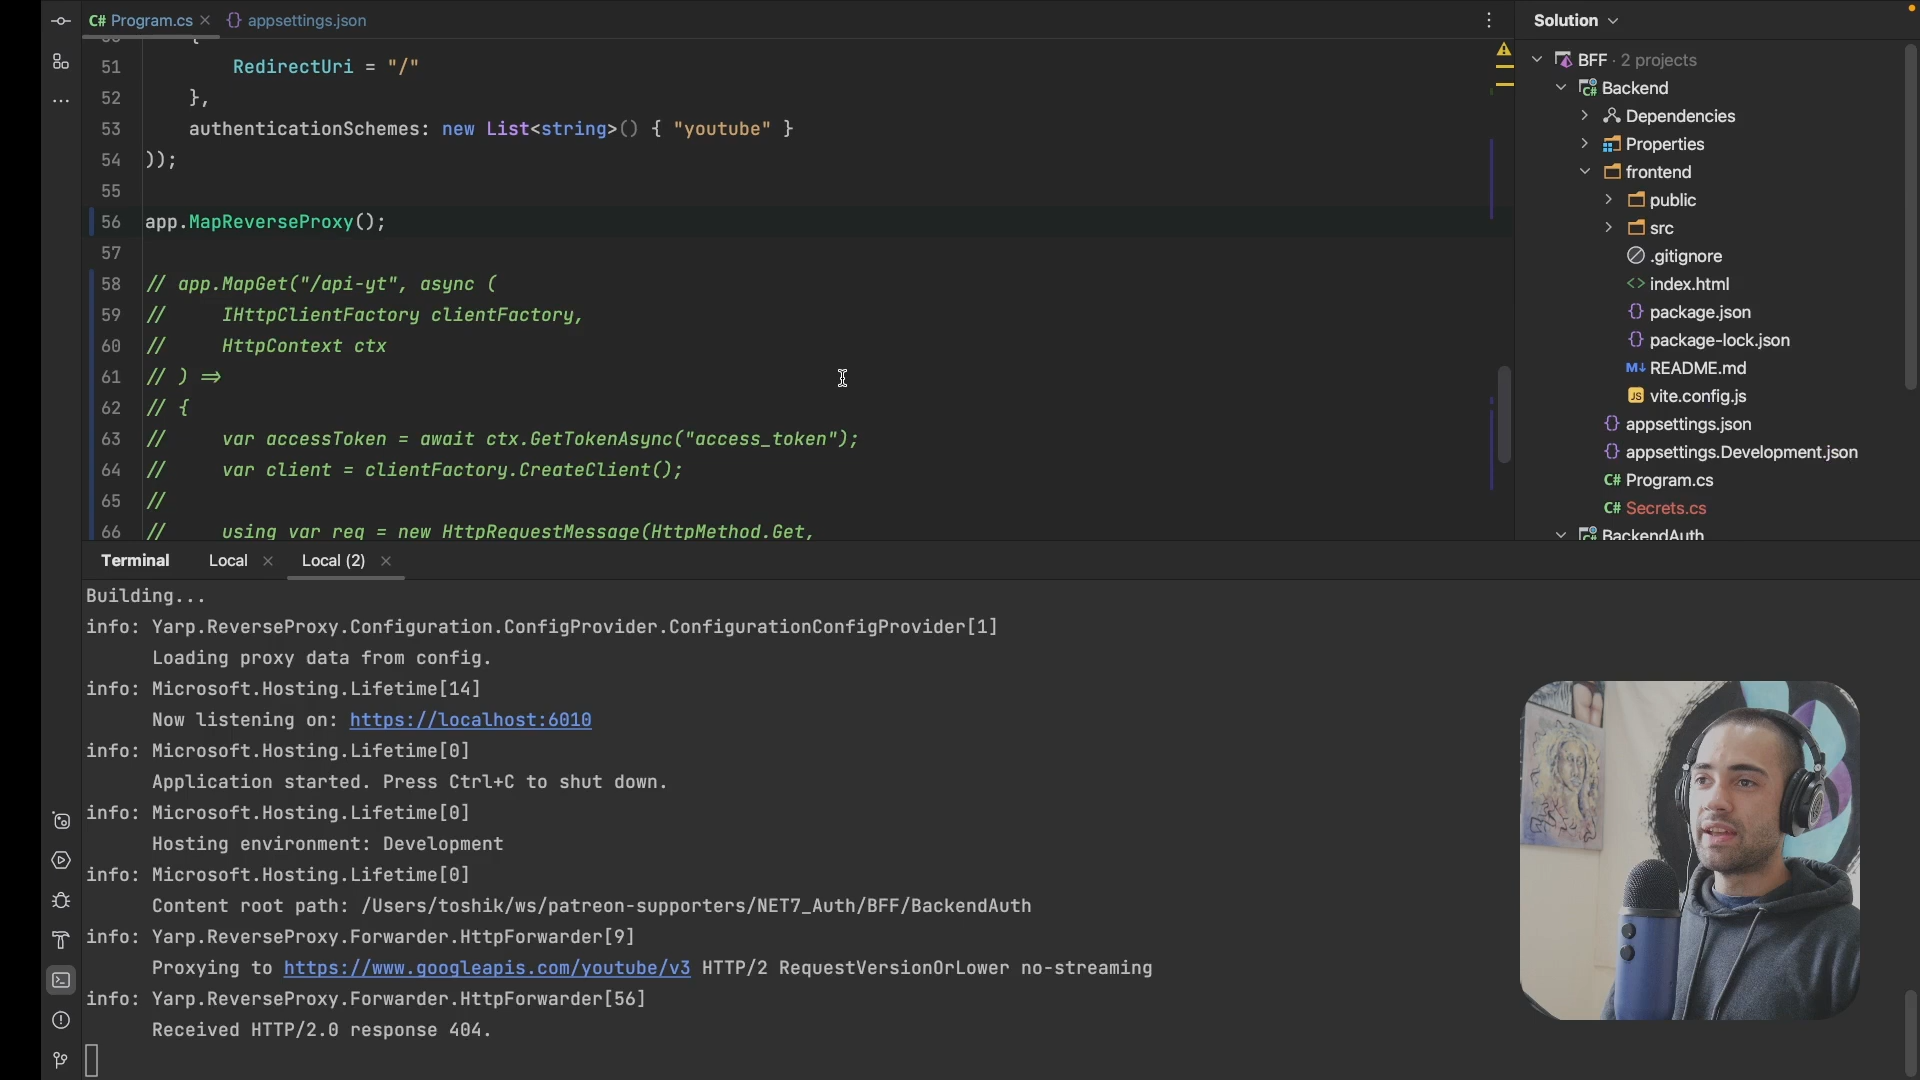 C# Program.cs
{} appsettings.json
51 RedirectUri = "/"
52 },
53 authenticationSchemes: new List<string>() { "youtube" }
54 ));
55
56 app.MapReverseProxy();
57
58 // app.MapGet("/api-yt", async (
59 // IHttpClientFactory clientFactory,
60 // HttpContext ctx
61 // ) =>
62 // {
63 // var accessToken = await ctx.GetTokenAsync("access_token");
64 // var client = clientFactory.CreateClient();
65 //
66 // using var req = new HttpRequestMessage(HttpMethod.Get,
Solution
BFF · 2 projects
C# Backend
Dependencies
Properties
frontend
public
src
.gitignore
<> index.html
{} package.json
{} package-lock.json
M↓ README.md
JS vite.config.js
{} appsettings.json
{} appsettings.Development.json
C# Program.cs
C# Secrets.cs
C# BackendAuth
Terminal Local Local (2)
Building...
info: Yarp.ReverseProxy.Configuration.ConfigProvider.ConfigurationConfigProvider[1]
Loading proxy data from config.
info: Microsoft.Hosting.Lifetime[14]
Now listening on: https://localhost:6010
info: Microsoft.Hosting.Lifetime[0]
Application started. Press Ctrl+C to shut down.
info: Microsoft.Hosting.Lifetime[0]
Hosting environment: Development
info: Microsoft.Hosting.Lifetime[0]
Content root path: /Users/toshik/ws/patreon-supporters/NET7_Auth/BFF/BackendAuth
info: Yarp.ReverseProxy.Forwarder.HttpForwarder[9]
Proxying to https://www.googleapis.com/youtube/v3 HTTP/2 RequestVersionOrLower no-streaming
info: Yarp.ReverseProxy.Forwarder.HttpForwarder[56]
Received HTTP/2.0 response 404.